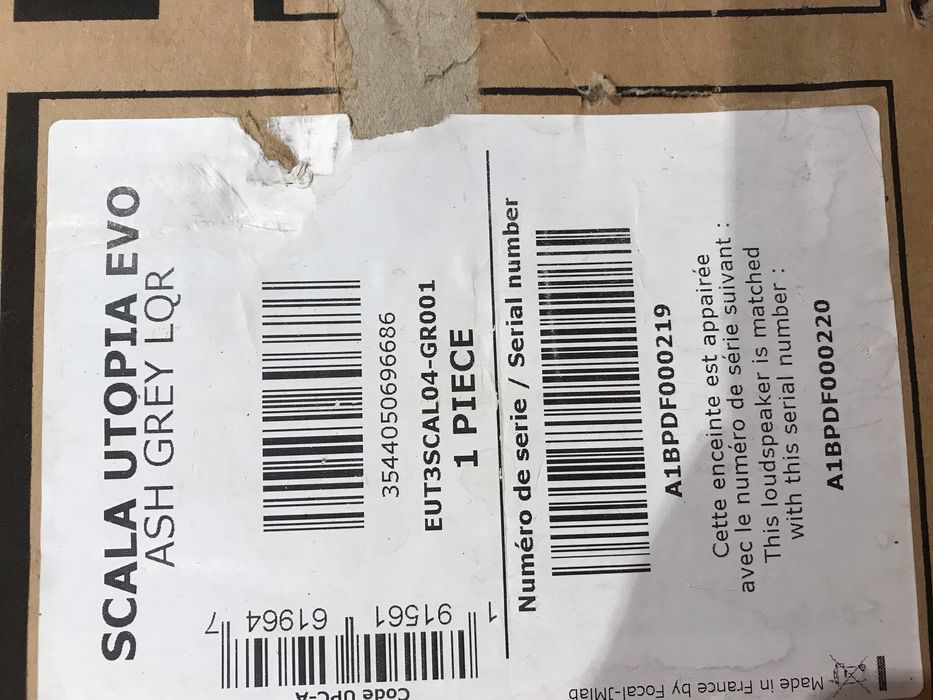 SCALA UTOPIA EVO
ASH GREY LQR
3544050696686
EUT3SCAL04-GR001
1 PIECE
Code UPC-A
1 91561 61964 7
Numéro de serie / Serial number
A1BPDF000219
Cette enceinte est appairée
avec le numéro de série suivant :
This loudspeaker is matched
with this serial number :
A1BPDF000220
Made in France by Focal-JMlab